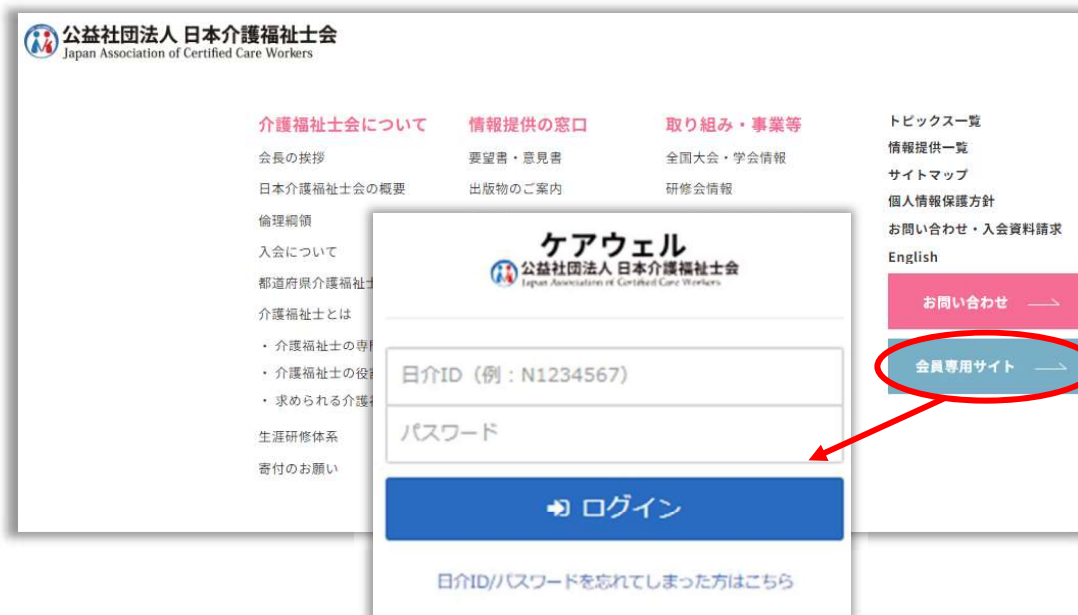 公益社団法人 日本介護福祉士会
Japan Association of Certified Care Workers
介護福祉士会について
会長の挨拶
日本介護福祉士会の概要
倫理綱領
入会について
都道府県介護福祉士
介護福祉士とは
・ 介護福祉士の専門
・ 介護福祉士の役割
・ 求められる介護福
生涯研修体系
寄付のお願い
情報提供の窓口
要望書・意見書
出版物のご案内
取り組み・事業等
全国大会・学会情報
研修会情報
トピックス一覧
情報提供一覧
サイトマップ
個人情報保護方針
お問い合わせ・入会資料請求
English
お問い合わせ
会員専用サイト
ケアウェル
公益社団法人 日本介護福祉士会
Japan Association of Certified Care Workers
日介ID（例：N1234567）
パスワード
ログイン
日介ID/パスワードを忘れてしまった方はこちら